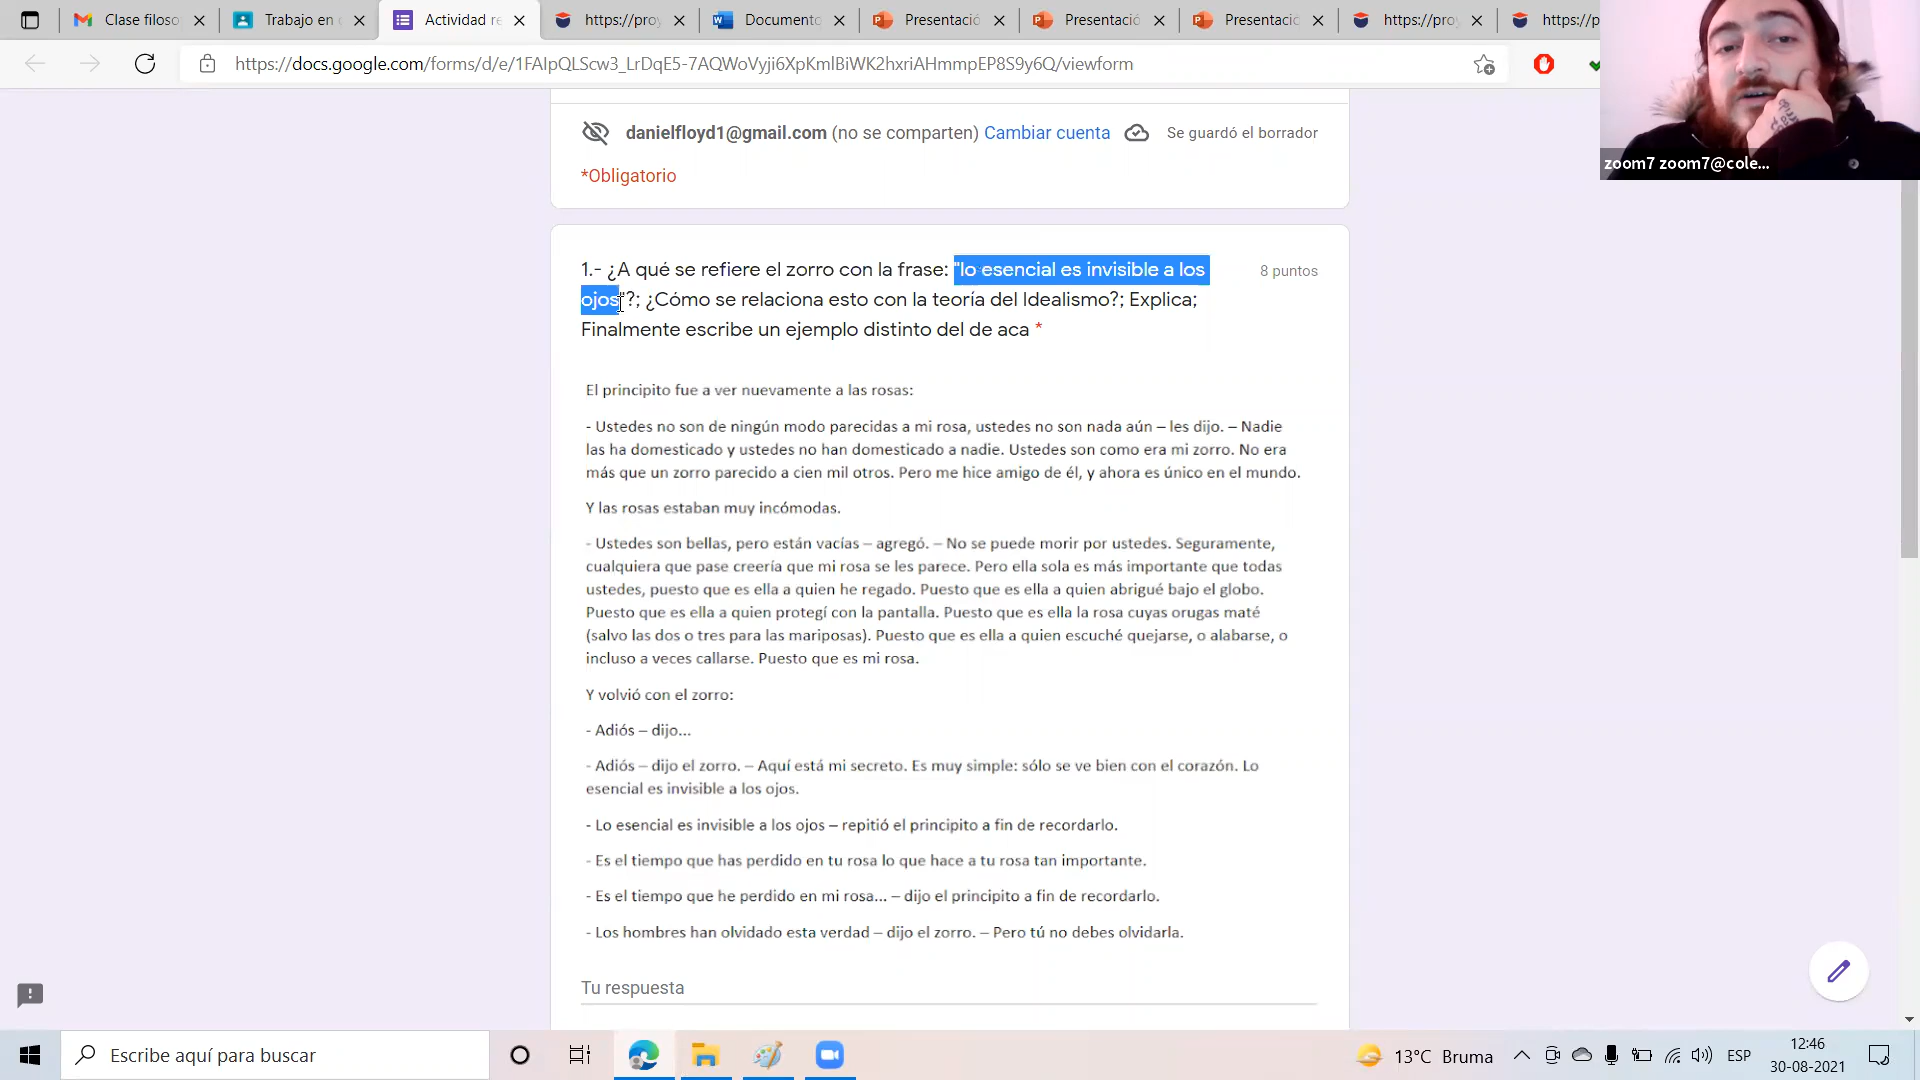 Clase filoso
Trabajo en
Actividad re
https://proy
Documento
Presentació
Presentació
Presentació
https://proy
https://p
https://docs.google.com/forms/d/e/1FAIpQLScw3_LrDqE5-7AQWoVyji6XpKmlBiWK2hxriAHmmpEP8S9y6Q/viewform
zoom7 zoom7@cole...
danielfloyd1@gmail.com (no se comparten) Cambiar cuenta
Se guardó el borrador
*Obligatorio
1.- ¿A qué se refiere el zorro con la frase: "lo esencial es invisible a los
8 puntos
ojos"?; ¿Cómo se relaciona esto con la teoría del Idealismo?; Explica;
Finalmente escribe un ejemplo distinto del de aca *
El principito fue a ver nuevamente a las rosas:
- Ustedes no son de ningún modo parecidas a mi rosa, ustedes no son nada aún – les dijo. – Nadie
las ha domesticado y ustedes no han domesticado a nadie. Ustedes son como era mi zorro. No era
más que un zorro parecido a cien mil otros. Pero me hice amigo de él, y ahora es único en el mundo.
Y las rosas estaban muy incómodas.
- Ustedes son bellas, pero están vacías – agregó. – No se puede morir por ustedes. Seguramente,
cualquiera que pase creería que mi rosa se les parece. Pero ella sola es más importante que todas
ustedes, puesto que es ella a quien he regado. Puesto que es ella a quien abrigué bajo el globo.
Puesto que es ella a quien protegí con la pantalla. Puesto que es ella la rosa cuyas orugas maté
(salvo las dos o tres para las mariposas). Puesto que es ella a quien escuché quejarse, o alabarse, o
incluso a veces callarse. Puesto que es mi rosa.
Y volvió con el zorro:
- Adiós – dijo...
- Adiós – dijo el zorro. – Aquí está mi secreto. Es muy simple: sólo se ve bien con el corazón. Lo
esencial es invisible a los ojos.
- Lo esencial es invisible a los ojos – repitió el principito a fin de recordarlo.
- Es el tiempo que has perdido en tu rosa lo que hace a tu rosa tan importante.
- Es el tiempo que he perdido en mi rosa... – dijo el principito a fin de recordarlo.
- Los hombres han olvidado esta verdad – dijo el zorro. – Pero tú no debes olvidarla.
Tu respuesta
Escribe aquí para buscar
13°C Bruma
ESP
12:46
30-08-2021